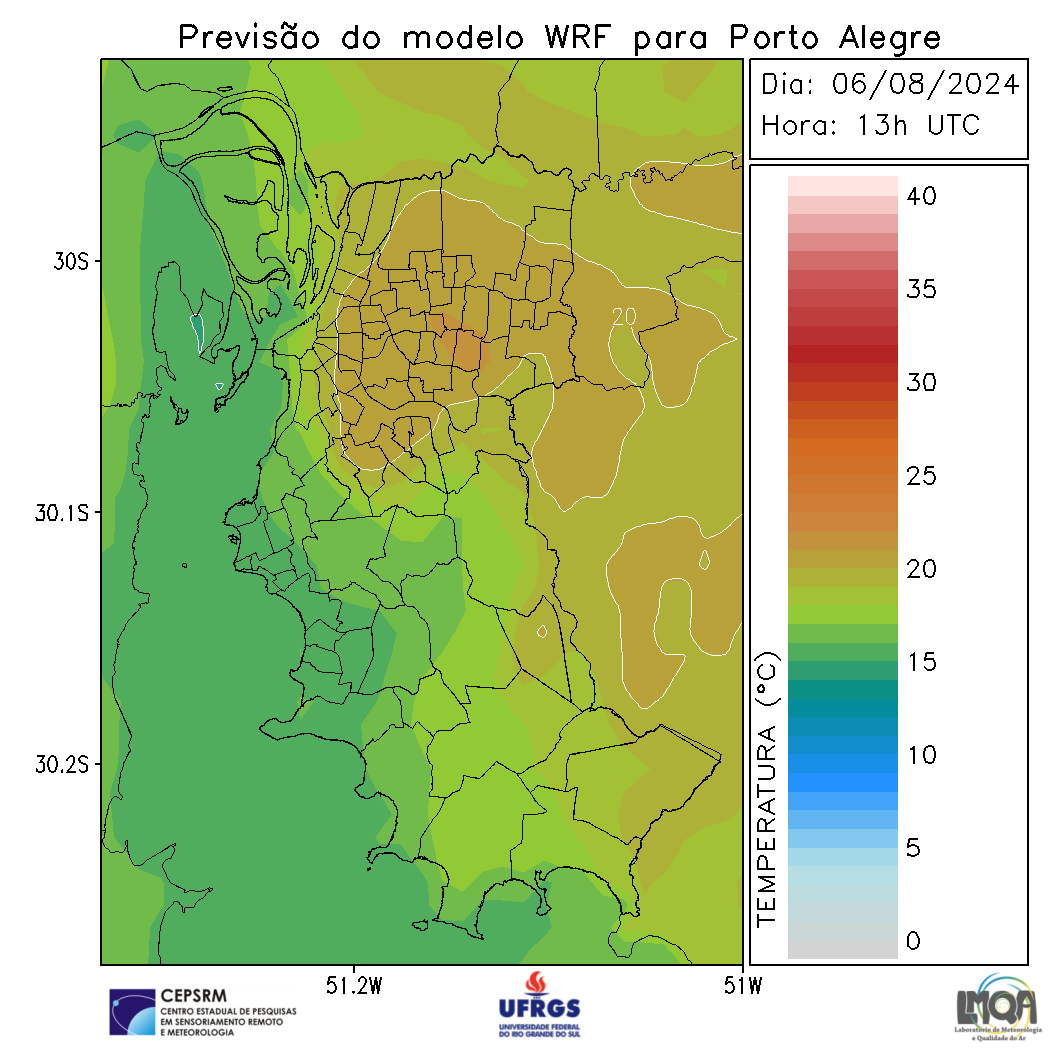 Previsão do modelo WRF para Porto Alegre
Dia: 06/08/2024
Hora: 13h UTC
30S
30.1S
30.2S
51.2W
51W
20
TEMPERATURA (°C)
40
35
30
25
20
15
10
5
0
CEPSRM
CENTRO ESTADUAL DE PESQUISAS
EM SENSORIAMENTO REMOTO
E METEOROLOGIA
UFRGS
UNIVERSIDADE FEDERAL
DO RIO GRANDE DO SUL
LMQA
Laboratório de Meteorologia
e Qualidade do Ar